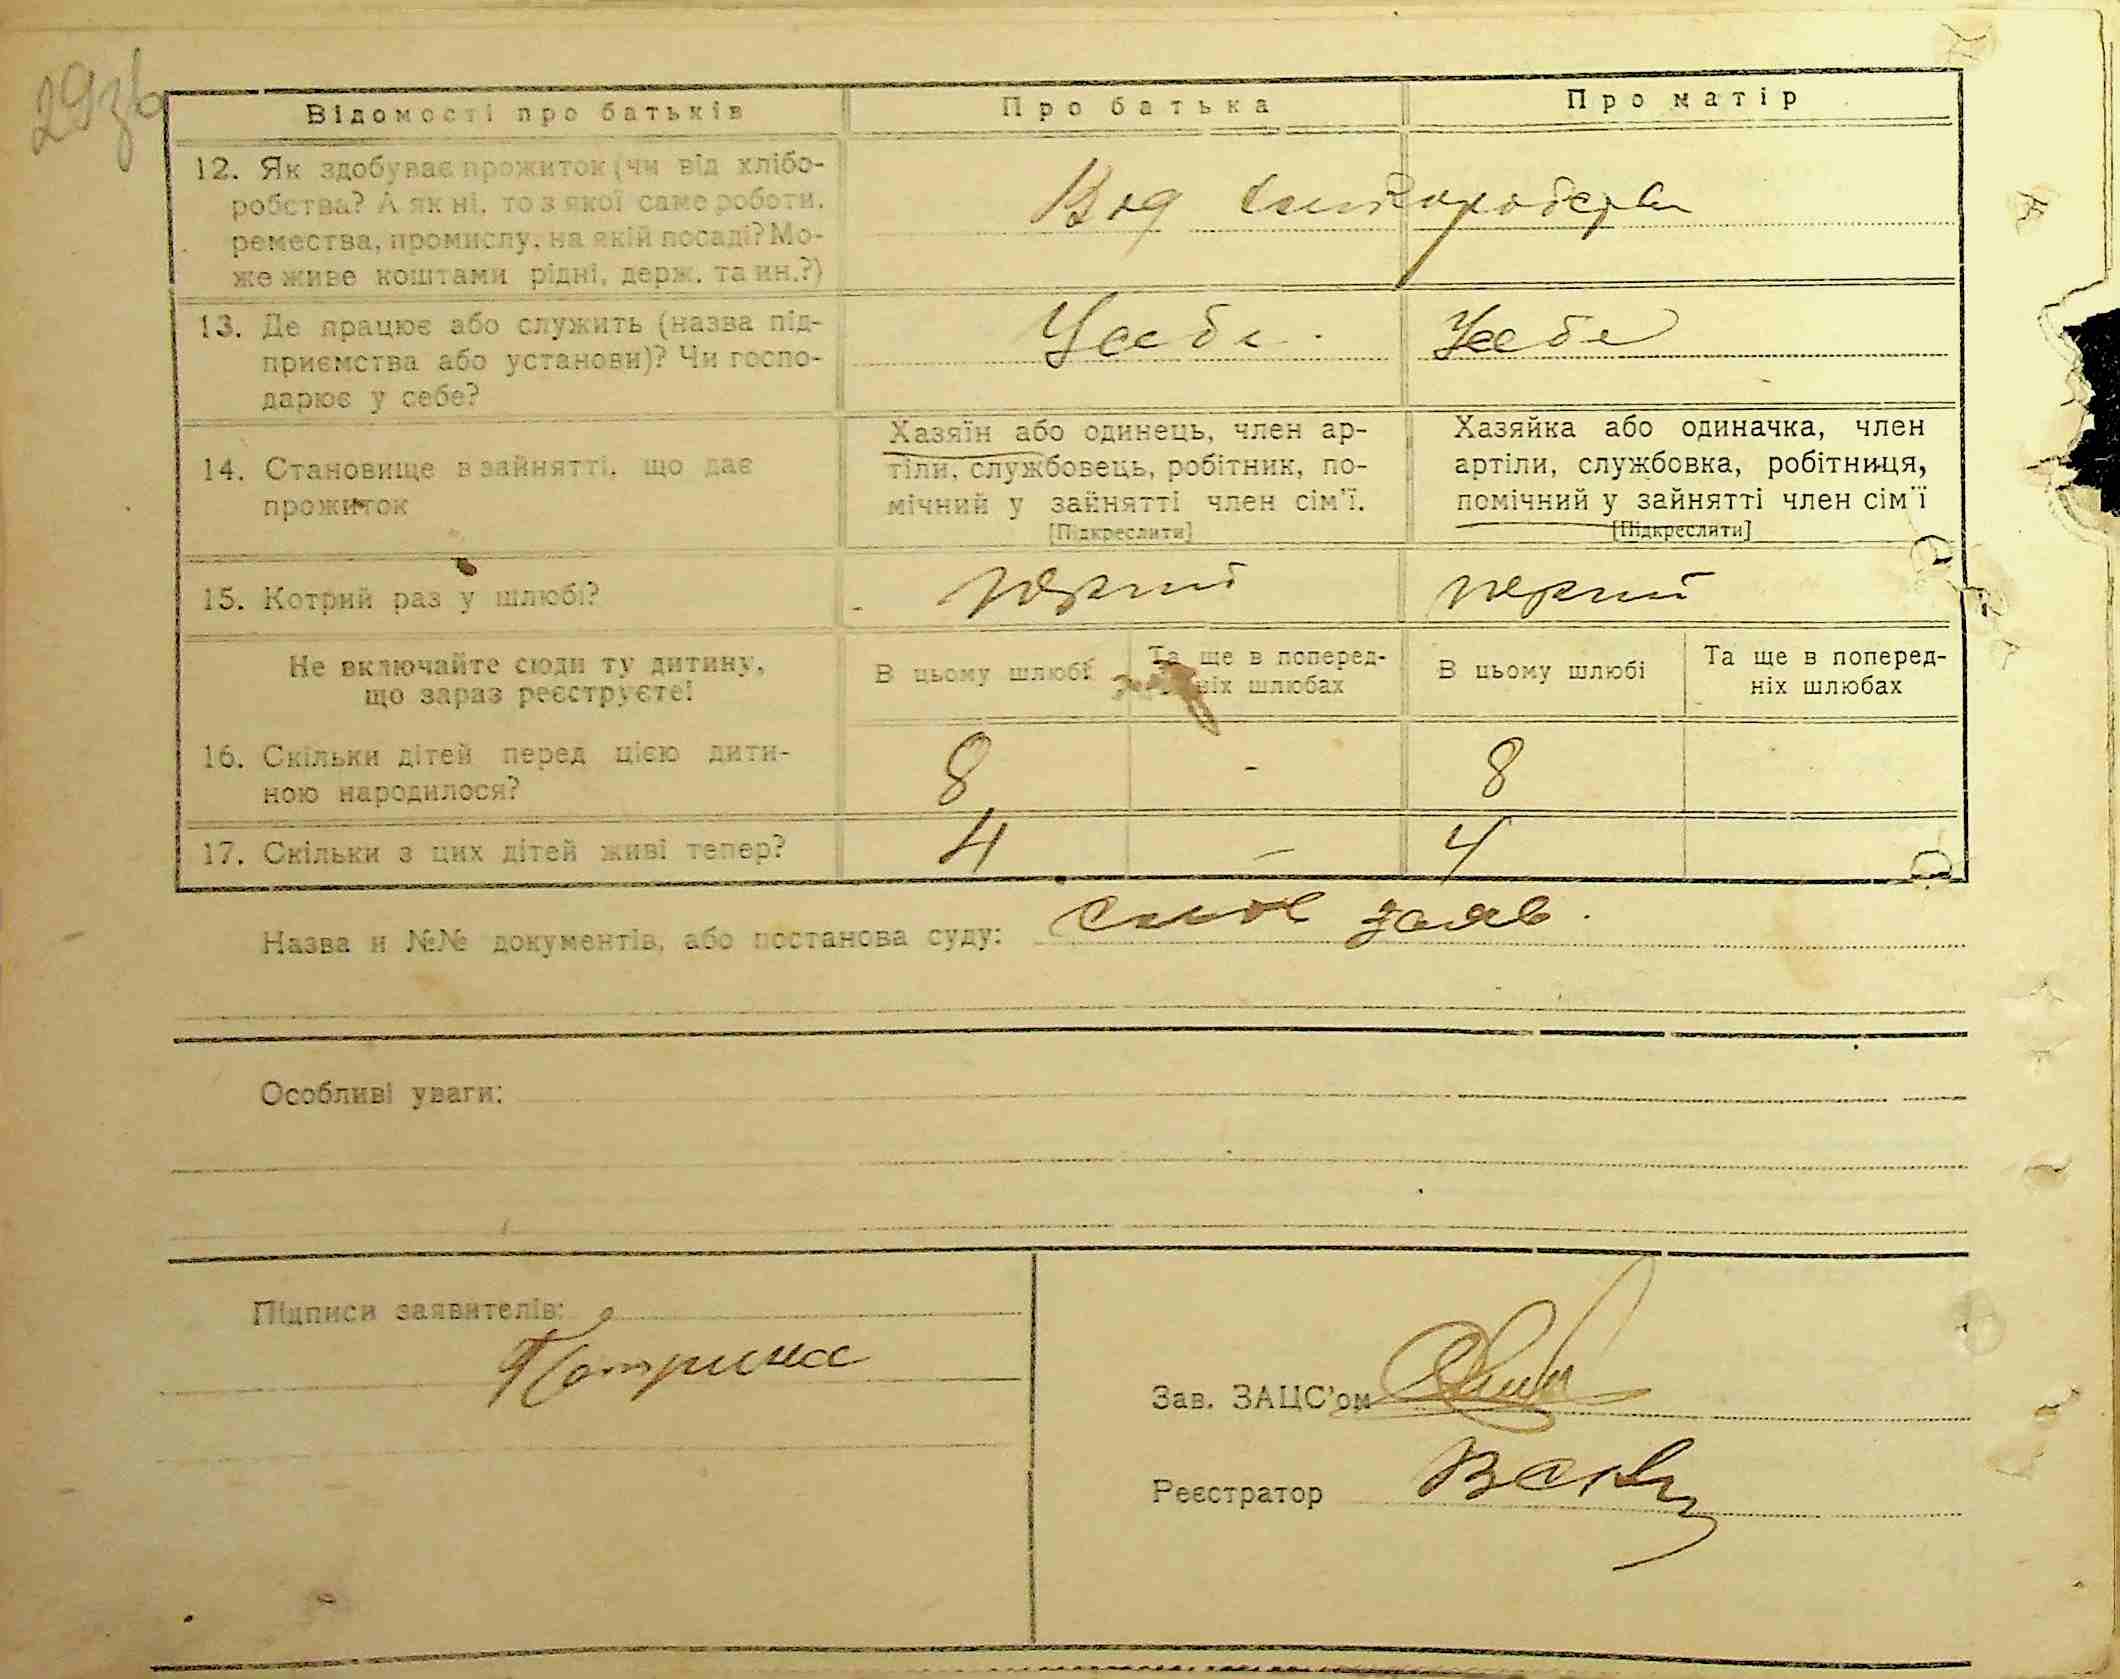 29зв
Відомості про батьків
Про батька
Про матір
12. Як здобуває прожиток (чи від хлібо-
робства? А як ні, то з якої саме роботи,
ремества, промислу, на якій посаді? Мо-
же живе коштами рідні, держ. та ин.?)
Від хліборобства
13. Де працює або служить (назва під-
приємства або установи)? Чи госпо-
дарює у себе?
У себе
У себе
14. Становище в зайнятті, що дає
прожиток
Хазяїн або одинець, член ар-
тіли, службовець, робітник, по-
мічний у зайнятті член сім'ї.
[Підкреслити]
Хазяйка або одиначка, член
артіли, службовка, робітниця,
помічний у зайнятті член сім'ї
[Підкреслити]
15. Котрий раз у шлюбі?
перший
перший
Не включайте сюди ту дитину,
що зараз реєструєте!
В цьому шлюбі
Та ще в поперед-
ніх шлюбах
В цьому шлюбі
Та ще в поперед-
ніх шлюбах
16. Скільки дітей перед цією дити-
ною народилося?
8
-
8
17. Скільки з цих дітей живі тепер?
4
-
4
Назва и №№ документів, або постанова суду:
заяв.
Особливі уваги:
Підписи заявителів:
Зав. ЗАЦС'ом
Реєстратор